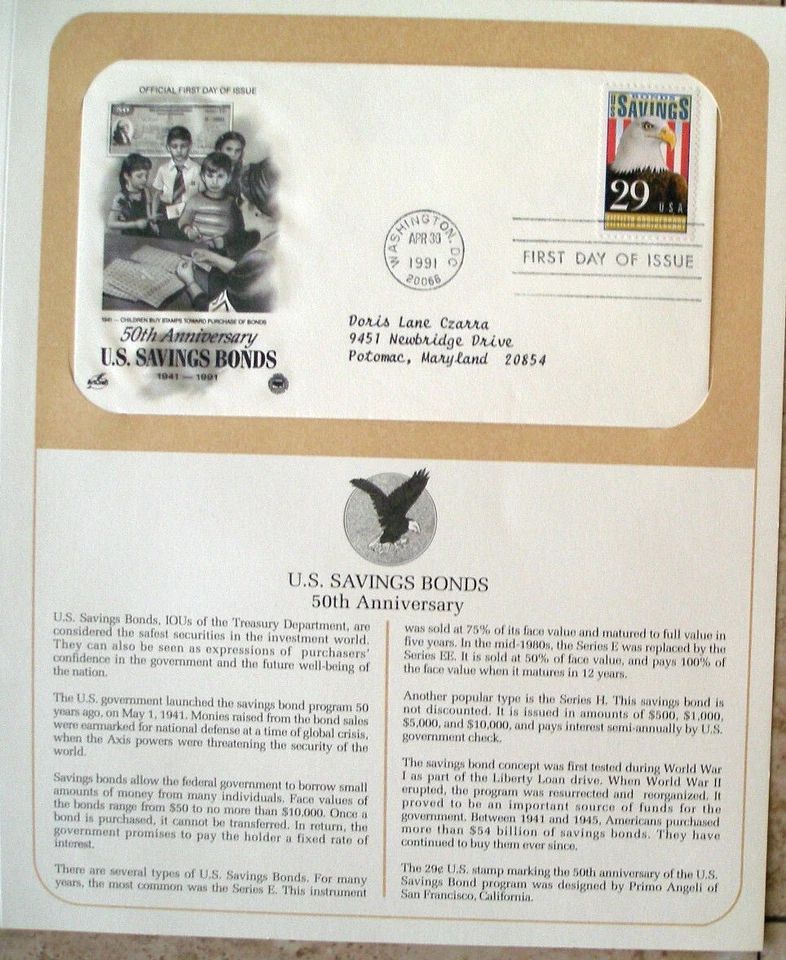 OFFICIAL FIRST DAY OF ISSUE
50
BONDS
US
SAVINGS
29
USA
FIFTIETH ANNIVERSARY
WASHINGTON, DC
APR 30
1991
20066
FIRST DAY OF ISSUE
Doris Lane Czarra
9451 Newbridge Drive
Potomac, Maryland 20854
1941 — CHILDREN BUY STAMPS TOWARD PURCHASE OF BONDS
50th Anniversary
U.S. SAVINGS BONDS
1941 — 1991
U.S. SAVINGS BONDS
50th Anniversary
U.S. Savings Bonds, IOUs of the Treasury Department, are
considered the safest securities in the investment world.
They can also be seen as expressions of purchasers'
confidence in the government and the future well-being of
the nation.
The U.S. government launched the savings bond program 50
years ago, on May 1, 1941. Monies raised from the bond sales
were earmarked for national defense at a time of global crisis,
when the Axis powers were threatening the security of the
world.
Savings bonds allow the federal government to borrow small
amounts of money from many individuals. Face values of
the bonds range from $50 to no more than $10,000. Once a
bond is purchased, it cannot be transferred. In return, the
government promises to pay the holder a fixed rate of
interest.
There are several types of U.S. Savings Bonds. For many
years, the most common was the Series E. This instrument
was sold at 75% of its face value and matured to full value in
five years. In the mid-1980s, the Series E was replaced by the
Series EE. It is sold at 50% of face value, and pays 100% of
the face value when it matures in 12 years.
Another popular type is the Series H. This savings bond is
not discounted. It is issued in amounts of $500, $1,000,
$5,000, and $10,000, and pays interest semi-annually by U.S.
government check.
The savings bond concept was first tested during World War
I as part of the Liberty Loan drive. When World War II
erupted, the program was resurrected and reorganized. It
proved to be an important source of funds for the
government. Between 1941 and 1945, Americans purchased
more than $54 billion of savings bonds. They have
continued to buy them ever since.
The 29¢ U.S. stamp marking the 50th anniversary of the U.S.
Savings Bond program was designed by Primo Angeli of
San Francisco, California.